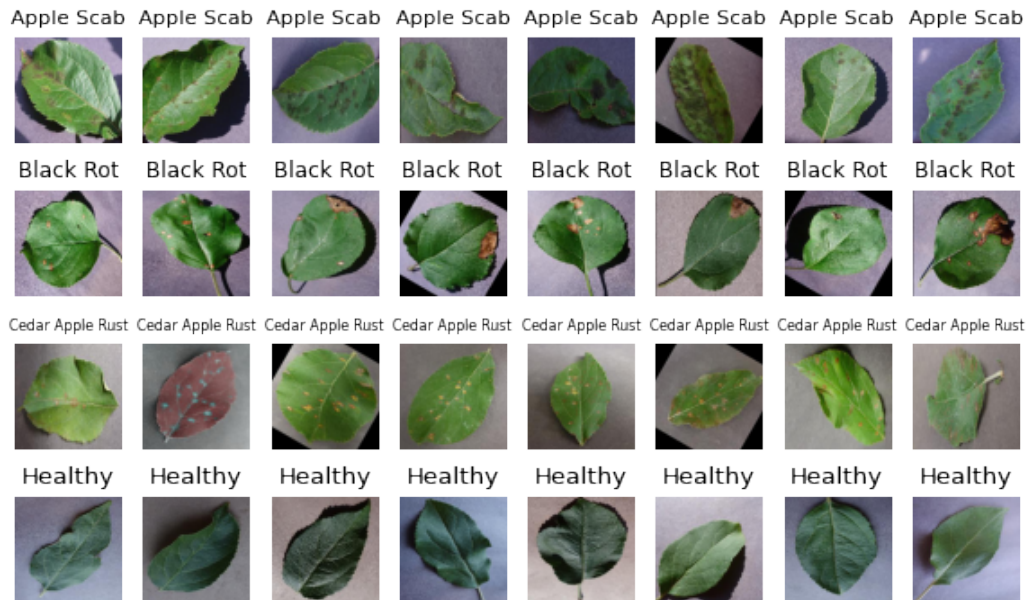 Apple Scab Apple Scab Apple Scab Apple Scab Apple Scab Apple Scab Apple Scab Apple Scab
Black Rot Black Rot Black Rot Black Rot Black Rot Black Rot Black Rot Black Rot
Cedar Apple Rust Cedar Apple Rust Cedar Apple Rust Cedar Apple Rust Cedar Apple Rust Cedar Apple Rust Cedar Apple Rust Cedar Apple Rust
Healthy Healthy Healthy Healthy Healthy Healthy Healthy Healthy